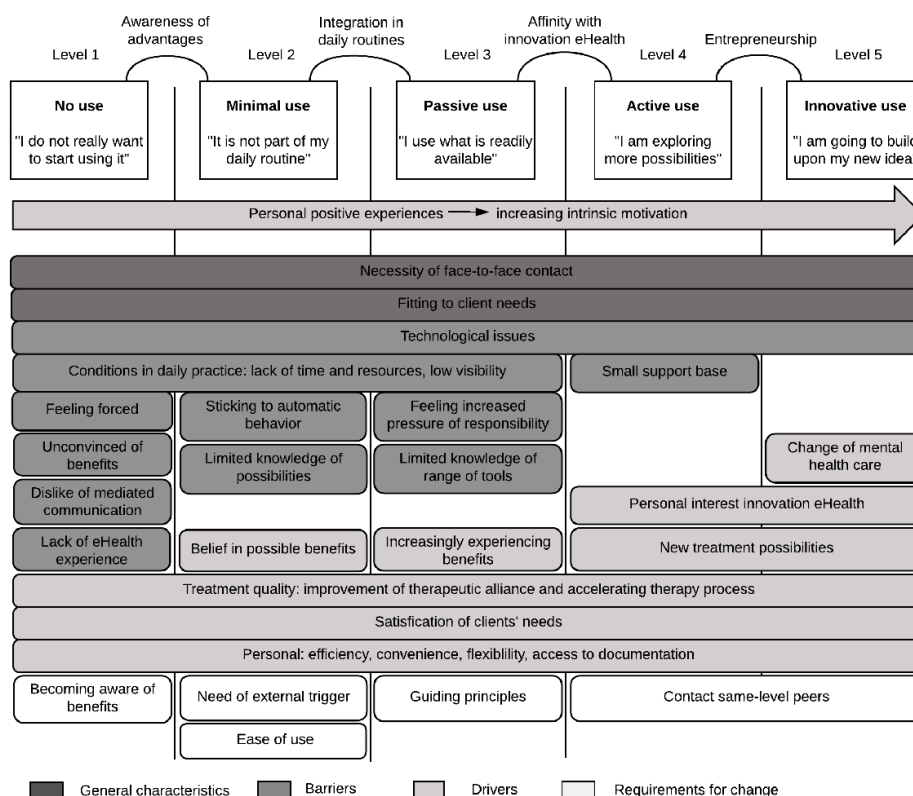 Awareness of
advantages
Integration in
daily routines
Affinity with
innovation eHealth
Entrepreneurship
Level 1
Level 2
Level 3
Level 4
Level 5
No use
"I do not really want
to start using it"
Minimal use
"It is not part of my
daily routine"
Passive use
"I use what is readily
available"
Active use
"I am exploring
more possibilities"
Innovative use
"I am going to build
upon my new idea
Personal positive experiences → increasing intrinsic motivation
Necessity of face-to-face contact
Fitting to client needs
Technological issues
Conditions in daily practice: lack of time and resources, low visibility
Small support base
Feeling forced
Sticking to automatic
behavior
Feeling increased
pressure of responsibility
Unconvinced of
benefits
Limited knowledge of
possibilities
Limited knowledge of
range of tools
Change of mental
health care
Dislike of mediated
communication
Personal interest innovation eHealth
Lack of eHealth
experience
Belief in possible benefits
Increasingly experiencing
benefits
New treatment possibilities
Treatment quality: improvement of therapeutic alliance and accelerating therapy process
Satisfication of clients' needs
Personal: efficiency, convenience, flexiblility, access to documentation
Becoming aware of
benefits
Need of external trigger
Guiding principles
Contact same-level peers
Ease of use
General characteristics
Barriers
Drivers
Requirements for change